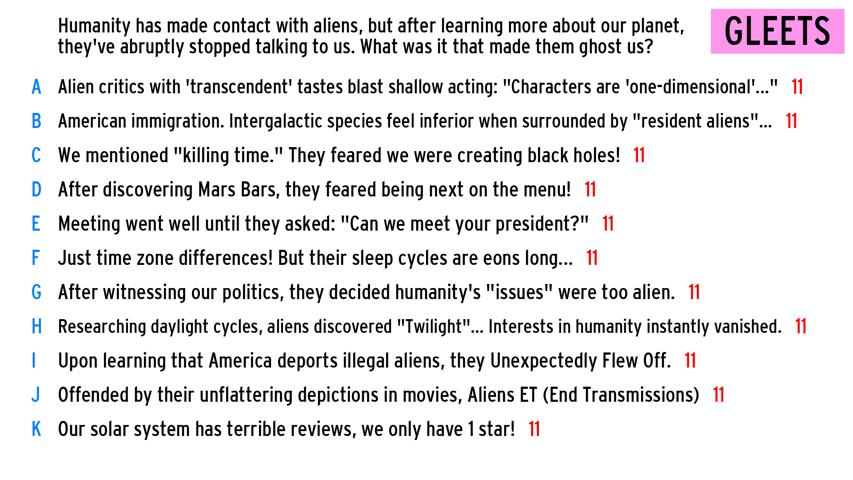 Humanity has made contact with aliens, but after learning more about our planet,
they've abruptly stopped talking to us. What was it that made them ghost us?
GLEETS
A Alien critics with 'transcendent' tastes blast shallow acting: "Characters are 'one-dimensional'..." 11
B American immigration. Intergalactic species feel inferior when surrounded by "resident aliens"... 11
C We mentioned "killing time." They feared we were creating black holes! 11
D After discovering Mars Bars, they feared being next on the menu! 11
E Meeting went well until they asked: "Can we meet your president?" 11
F Just time zone differences! But their sleep cycles are eons long... 11
G After witnessing our politics, they decided humanity's "issues" were too alien. 11
H Researching daylight cycles, aliens discovered "Twilight"... Interests in humanity instantly vanished. 11
I Upon learning that America deports illegal aliens, they Unexpectedly Flew Off. 11
J Offended by their unflattering depictions in movies, Aliens ET (End Transmissions) 11
K Our solar system has terrible reviews, we only have 1 star! 11